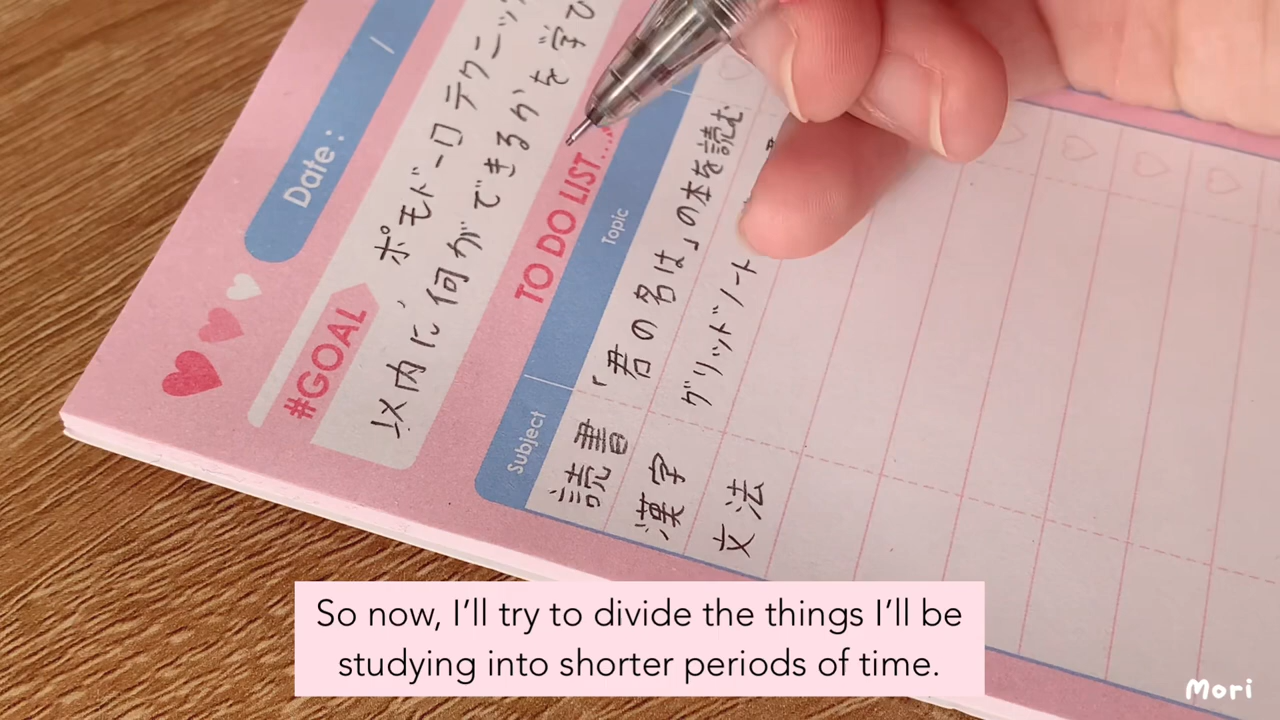 Date: /
#GOAL
ポモドーロテクニッ
以内に、何ができるかを学び
TO DO LIST....
Subject Topic
読書 「君の名は」の本を読む
漢字 グリッドノート
文法
So now, I'll try to divide the things I'll be
studying into shorter periods of time.
Mori